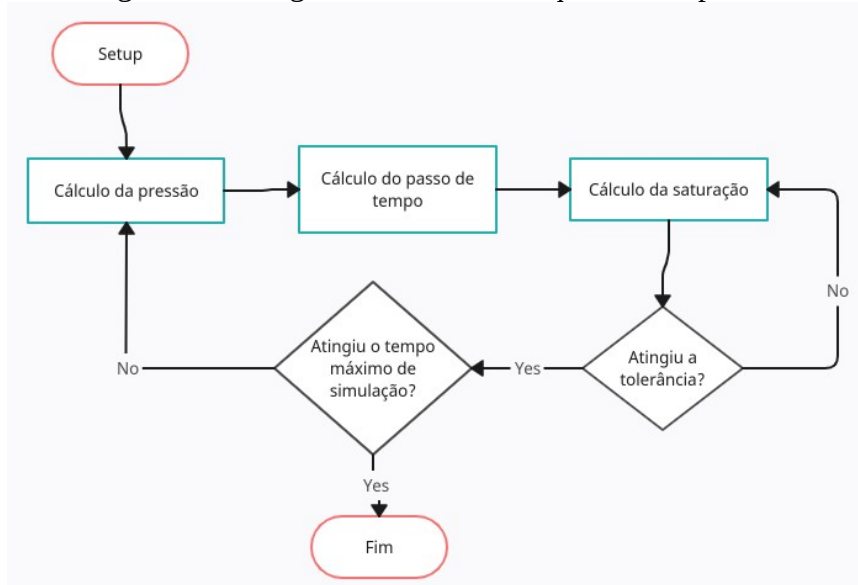 Setup
Cálculo da pressão
Cálculo do passo de
tempo
Cálculo da saturação
No
Atingiu a
tolerância?
Yes
Atingiu o tempo
máximo de
simulação?
No
Yes
Fim